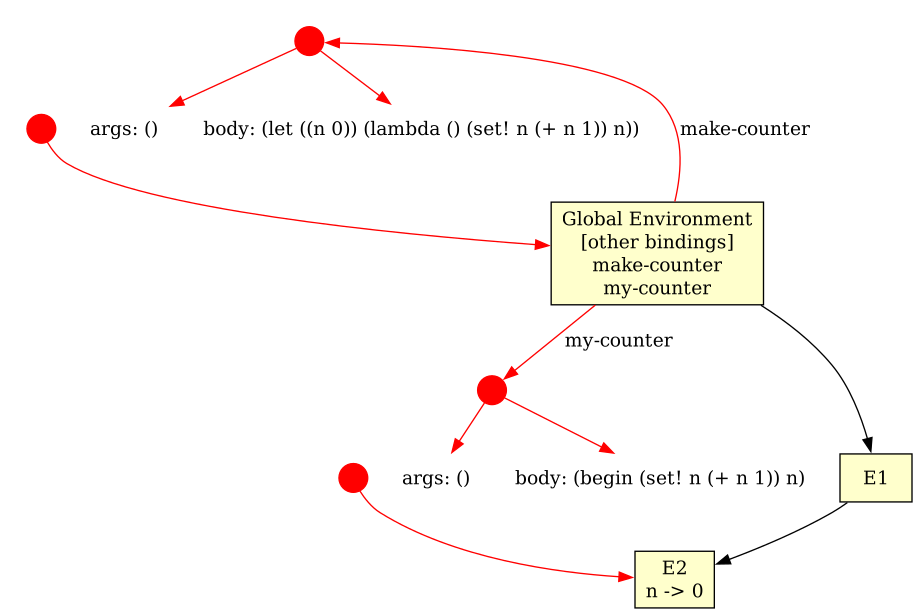 args: ()
body: (let ((n 0)) (lambda () (set! n (+ n 1)) n))
make-counter
Global Environment
[other bindings]
make-counter
my-counter
my-counter
args: ()
body: (begin (set! n (+ n 1)) n)
E1
E2
n -> 0